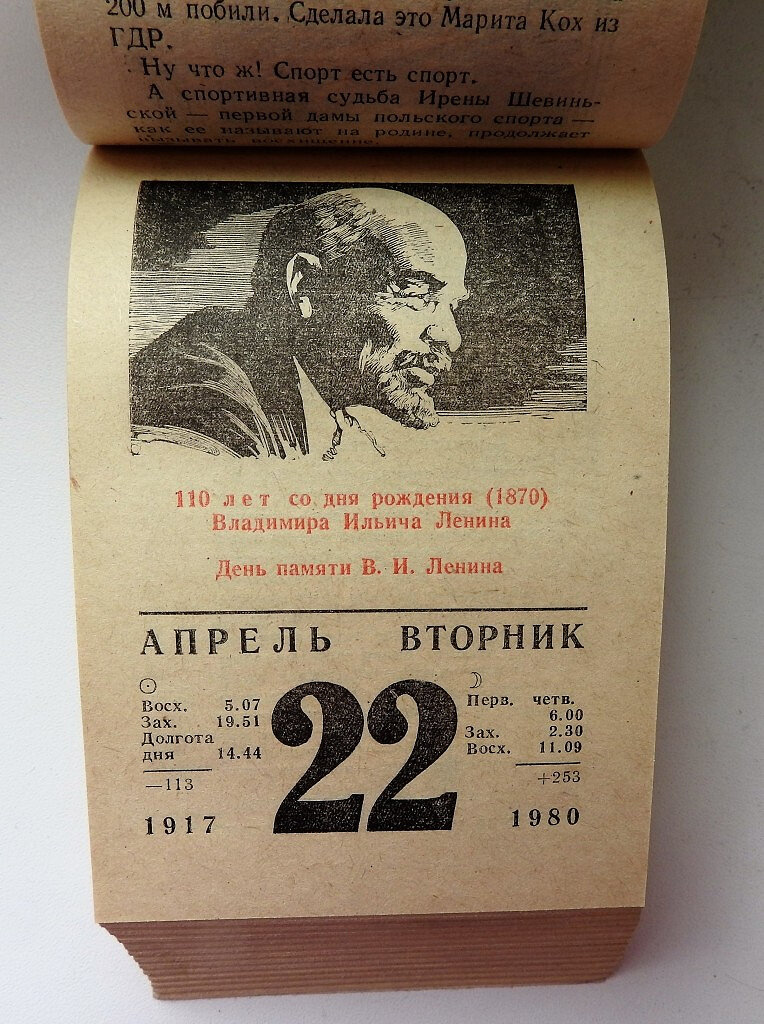 200 м побили. Сделала это Марита Кох из
ГДР.
Ну что ж! Спорт есть спорт.
А спортивная судьба Ирены Шевинь-
ской — первой дамы польского спорта —
как ее называют на родине, продолжает
вызывать восхищение.
110 лет со дня рождения (1870)
Владимира Ильича Ленина
День памяти В. И. Ленина
АПРЕЛЬ ВТОРНИК
Восх. 5.07
Зах. 19.51
Долгота
дня 14.44
—113
1917
22
Перв. четв.
6.00
Зах. 2.30
Восх. 11.09
+253
1980